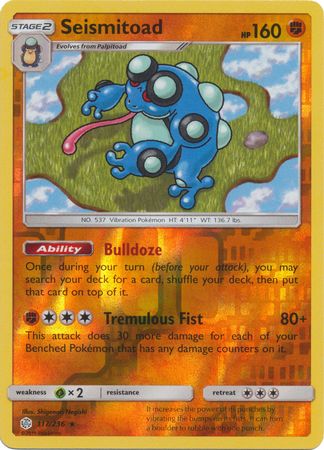 STAGE 2
Seismitoad
HP 160
Evolves from Palpitoad
NO. 537 Vibration Pokémon HT: 4'11" WT: 136.7 lbs.
Ability Bulldoze
Once during your turn (before your attack), you may
search your deck for a card, shuffle your deck, then put
that card on top of it.
Tremulous Fist 80+
This attack does 30 more damage for each of
your Benched Pokémon that has any damage counters on it.
weakness ×2 resistance retreat
Illus. Shigenori Negishi
117/236 ★
It increases the power of its punches by
vibrating the bumps on its fists. It can turn
a boulder to rubble with one punch.